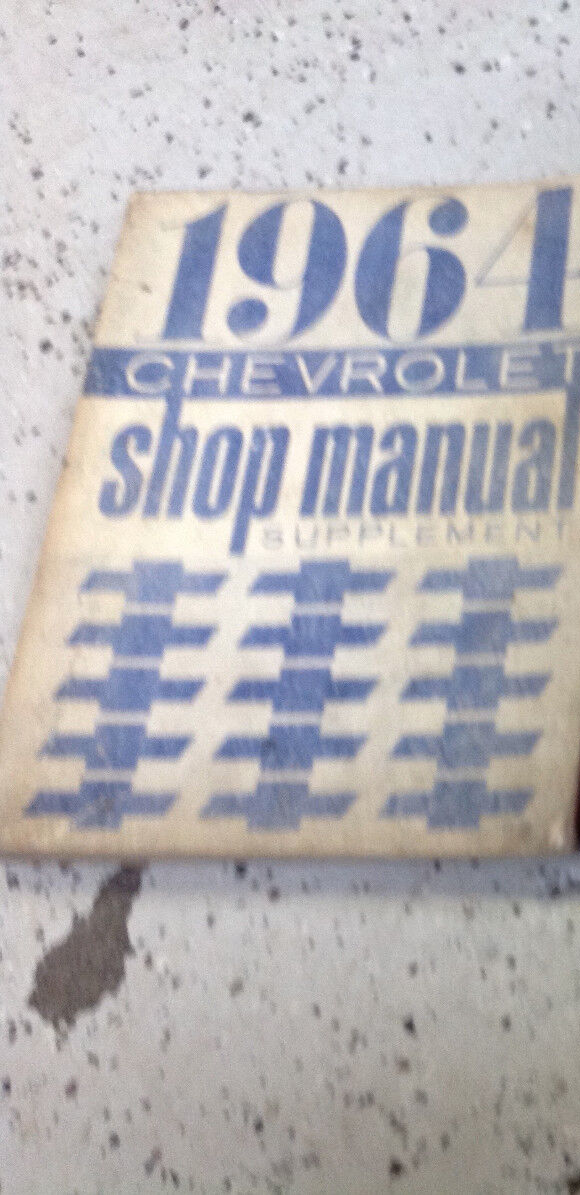 1964
CHEVROLET
shop manual
SUPPLEMENT